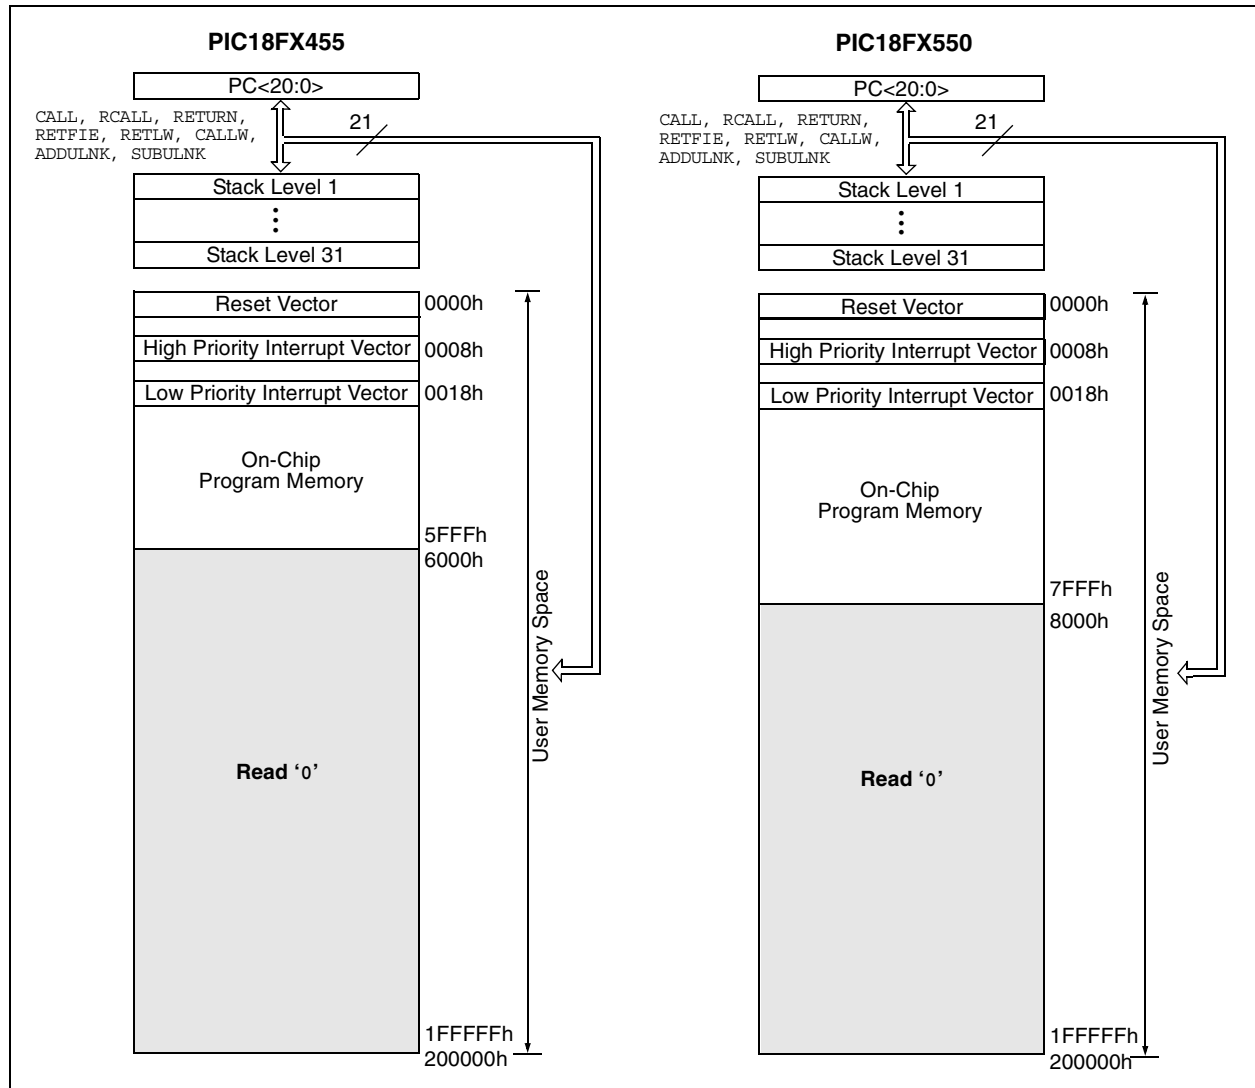 PIC18FX455
PC<20:0>
CALL, RCALL, RETURN,
RETFIE, RETLW, CALLW,
ADDULNK, SUBULNK
21
Stack Level 1
Stack Level 31
Reset Vector
0000h
High Priority Interrupt Vector
0008h
Low Priority Interrupt Vector
0018h
On-Chip
Program Memory
5FFFh
6000h
User Memory Space
Read ‘0’
1FFFFFh
200000h
PIC18FX550
PC<20:0>
CALL, RCALL, RETURN,
RETFIE, RETLW, CALLW,
ADDULNK, SUBULNK
21
Stack Level 1
Stack Level 31
Reset Vector
0000h
High Priority Interrupt Vector
0008h
Low Priority Interrupt Vector
0018h
On-Chip
Program Memory
7FFFh
8000h
User Memory Space
Read ‘0’
1FFFFFh
200000h